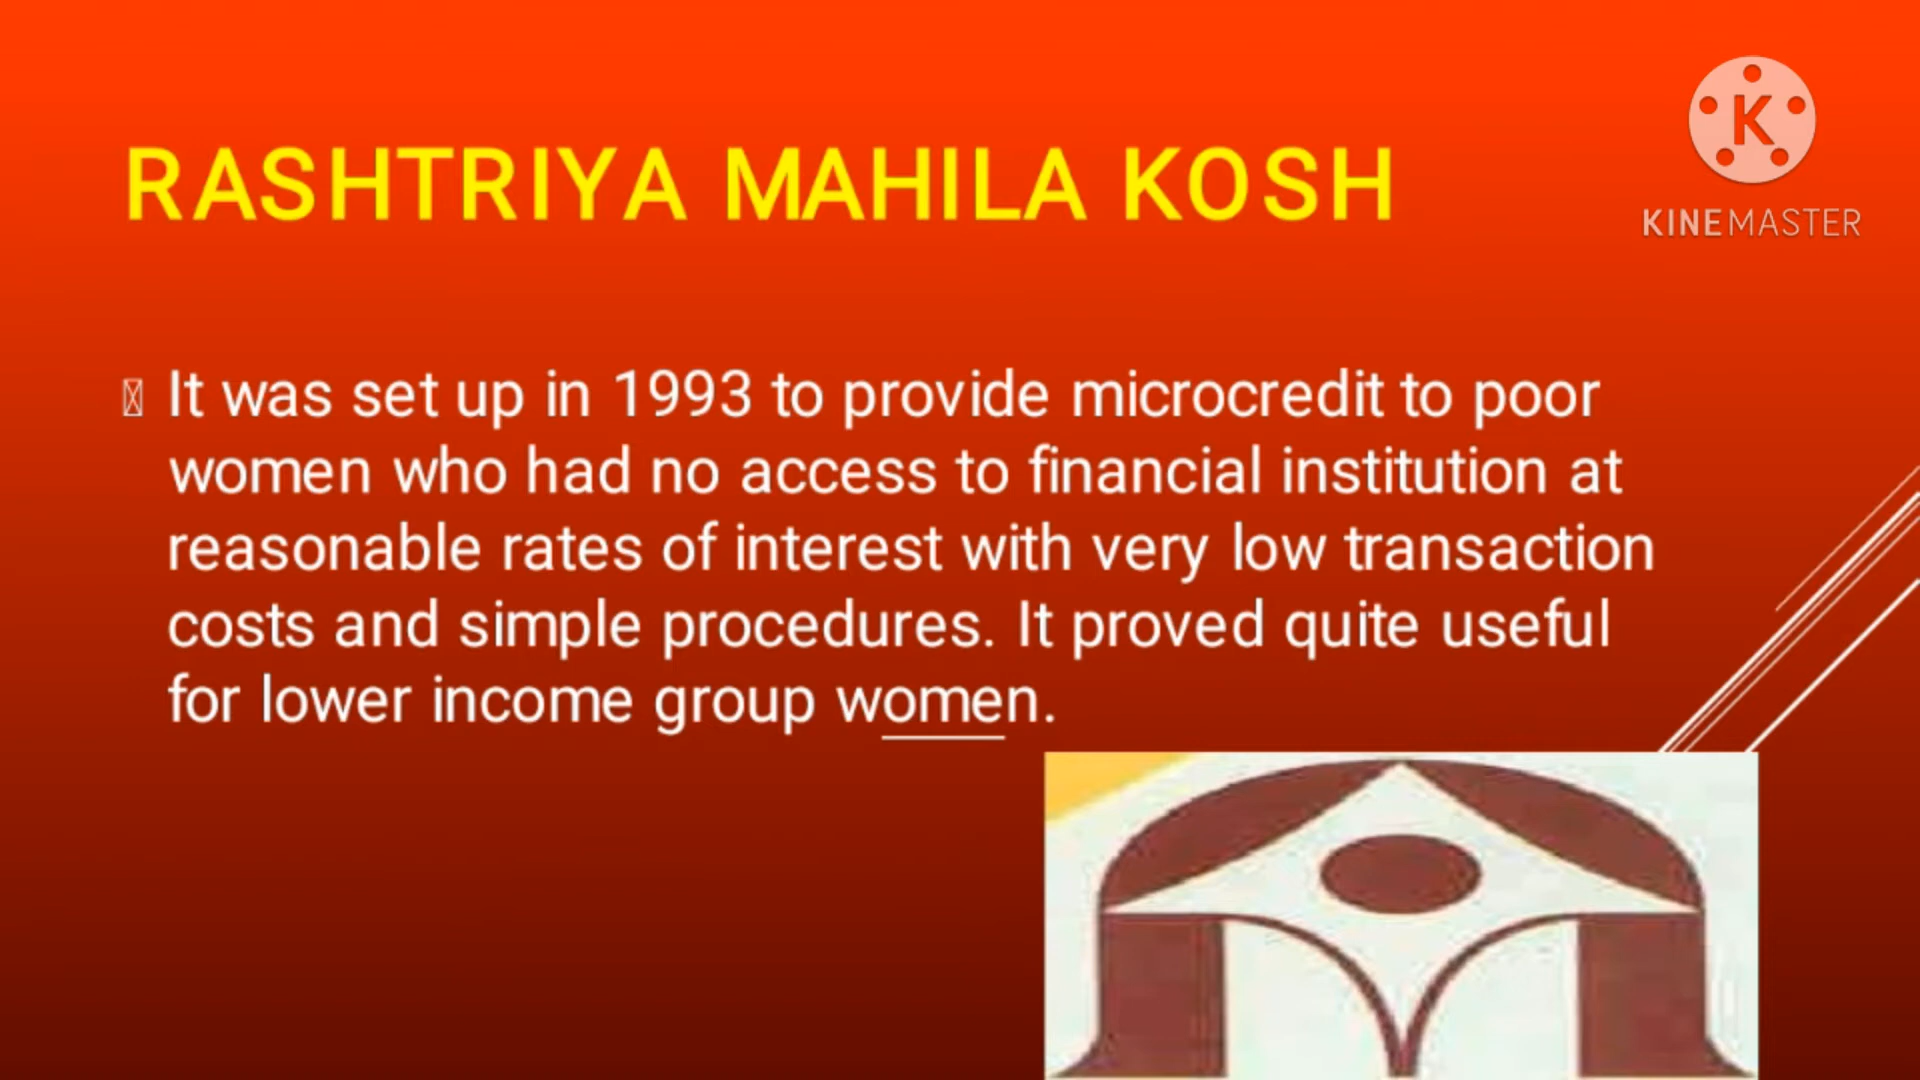 RASHTRIYA MAHILA KOSH
K
KINEMASTER
It was set up in 1993 to provide microcredit to poor
women who had no access to financial institution at
reasonable rates of interest with very low transaction
costs and simple procedures. It proved quite useful
for lower income group women.